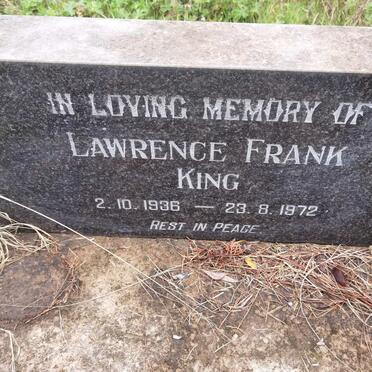 IN LOVING MEMORY OF
LAWRENCE FRANK
KING
2.10.1936 — 23.8.1972
REST IN PEACE